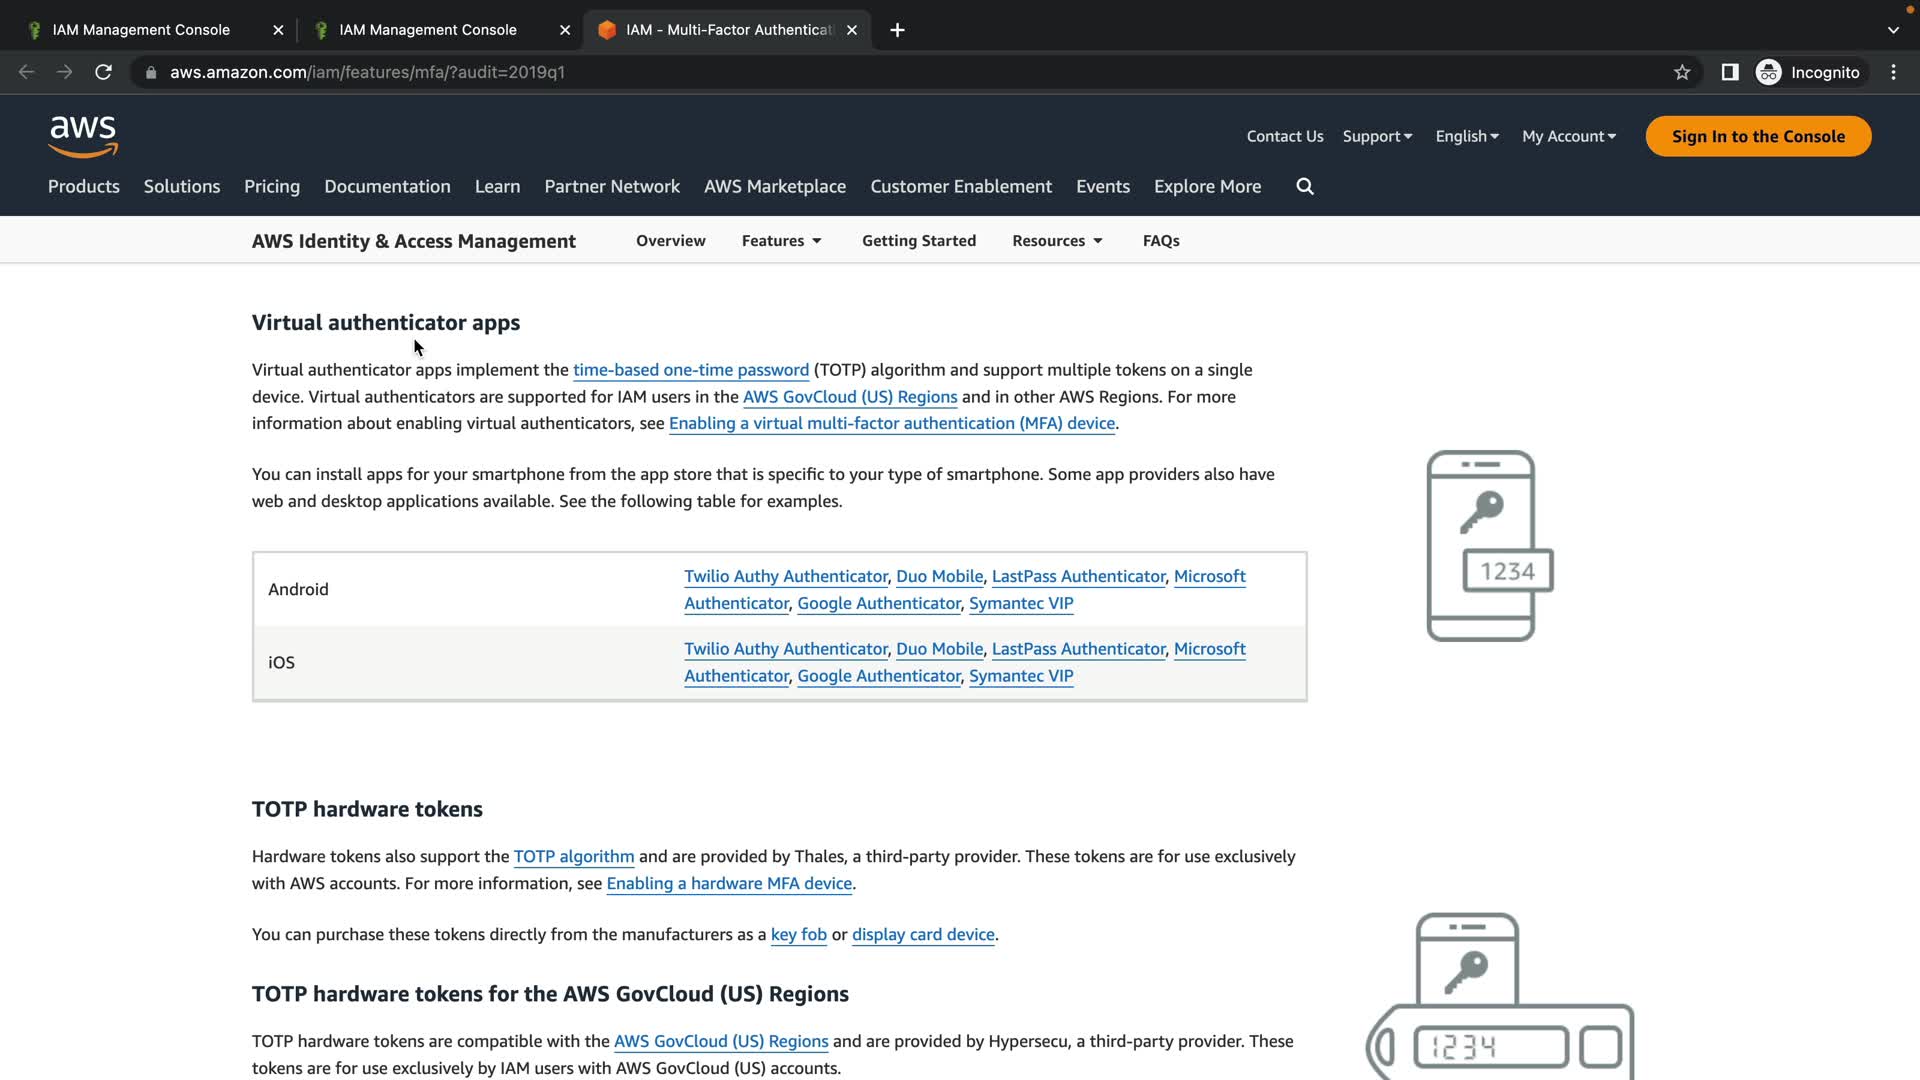 IAM Management Console
IAM Management Console
IAM - Multi-Factor Authenticat
aws.amazon.com/iam/features/mfa/?audit=2019q1
Incognito
aws
Contact Us Support English My Account Sign In to the Console
Products Solutions Pricing Documentation Learn Partner Network AWS Marketplace Customer Enablement Events Explore More
AWS Identity & Access Management Overview Features Getting Started Resources FAQs
Virtual authenticator apps
Virtual authenticator apps implement the time-based one-time password (TOTP) algorithm and support multiple tokens on a single
device. Virtual authenticators are supported for IAM users in the AWS GovCloud (US) Regions and in other AWS Regions. For more
information about enabling virtual authenticators, see Enabling a virtual multi-factor authentication (MFA) device.
You can install apps for your smartphone from the app store that is specific to your type of smartphone. Some app providers also have
web and desktop applications available. See the following table for examples.
Android
Twilio Authy Authenticator, Duo Mobile, LastPass Authenticator, Microsoft
Authenticator, Google Authenticator, Symantec VIP
iOS
Twilio Authy Authenticator, Duo Mobile, LastPass Authenticator, Microsoft
Authenticator, Google Authenticator, Symantec VIP
1234
TOTP hardware tokens
Hardware tokens also support the TOTP algorithm and are provided by Thales, a third-party provider. These tokens are for use exclusively
with AWS accounts. For more information, see Enabling a hardware MFA device.
You can purchase these tokens directly from the manufacturers as a key fob or display card device.
TOTP hardware tokens for the AWS GovCloud (US) Regions
TOTP hardware tokens are compatible with the AWS GovCloud (US) Regions and are provided by Hypersecu, a third-party provider. These
tokens are for use exclusively by IAM users with AWS GovCloud (US) accounts.
1234